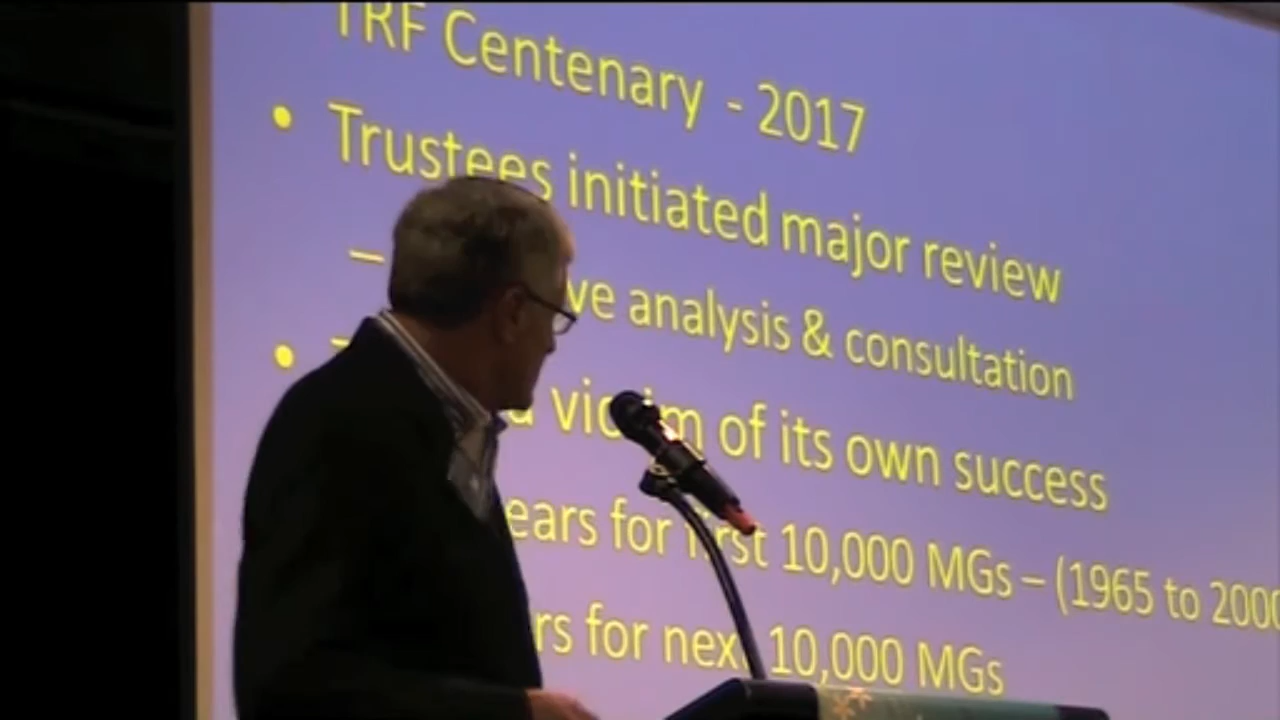 TRF Centenary - 2017
• Trustees initiated major review
– ve analysis & consultation
• victim of its own success
ears for first 10,000 MGs – (1965 to 2000
rs for next 10,000 MGs